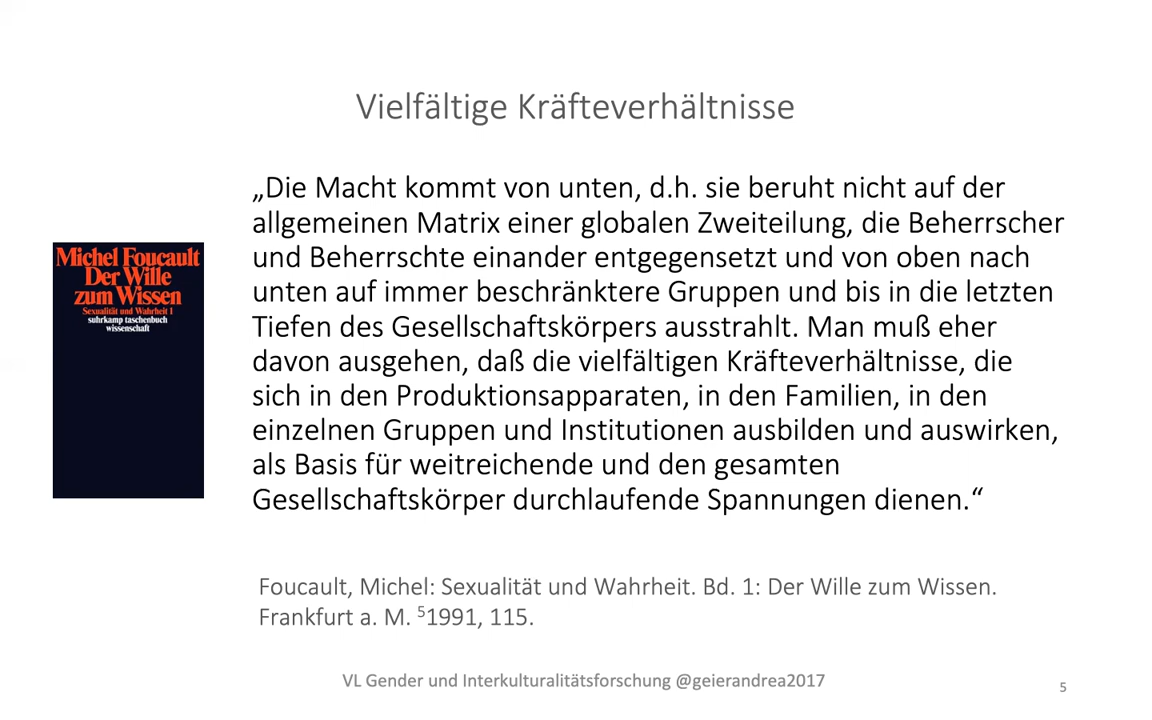 Vielfältige Kräfteverhältnisse
„Die Macht kommt von unten, d.h. sie beruht nicht auf der
allgemeinen Matrix einer globalen Zweiteilung, die Beherrscher
und Beherrschte einander entgegensetzt und von oben nach
unten auf immer beschränktere Gruppen und bis in die letzten
Tiefen des Gesellschaftskörpers ausstrahlt. Man muß eher
davon ausgehen, daß die vielfältigen Kräfteverhältnisse, die
sich in den Produktionsapparaten, in den Familien, in den
einzelnen Gruppen und Institutionen ausbilden und auswirken,
als Basis für weitreichende und den gesamten
Gesellschaftskörper durchlaufende Spannungen dienen.“
Michel Foucault
Der Wille
zum Wissen
Sexualität und Wahrheit 1
suhrkamp taschenbuch
wissenschaft
Foucault, Michel: Sexualität und Wahrheit. Bd. 1: Der Wille zum Wissen.
Frankfurt a. M. ⁵1991, 115.
VL Gender und Interkulturalitätsforschung @geierandrea2017
5